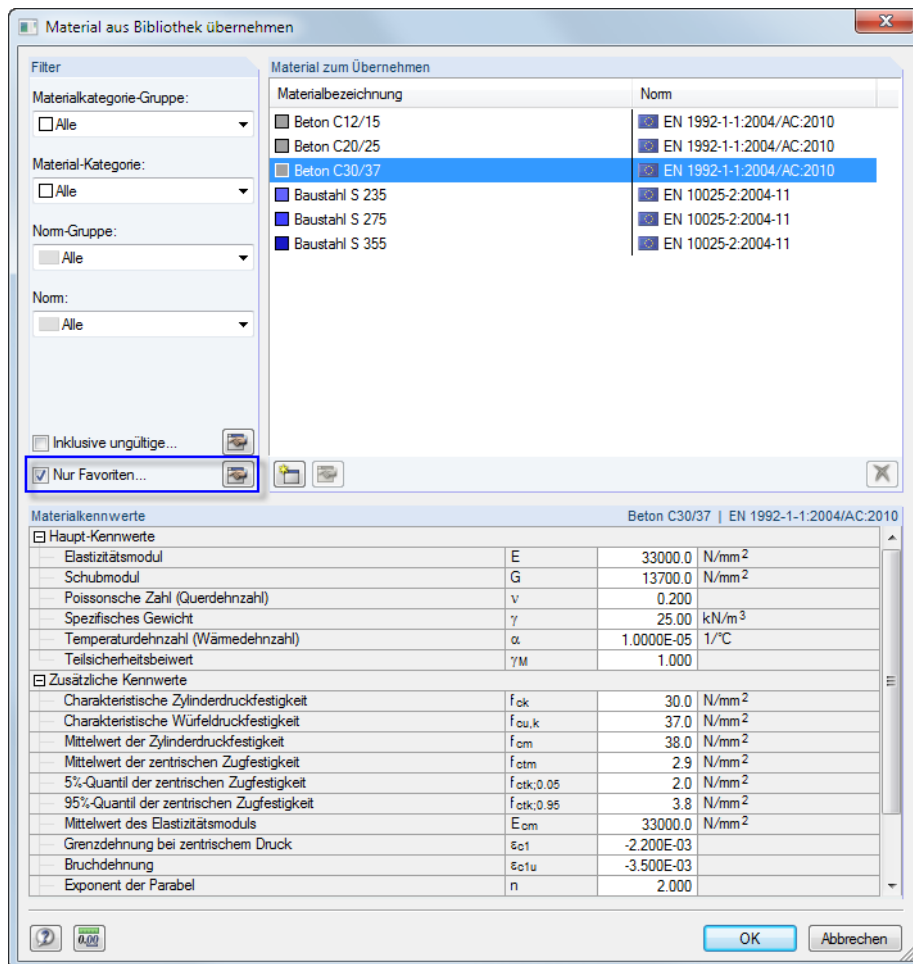 Material aus Bibliothek übernehmen
Filter
Materialkategorie-Gruppe:
Alle
Material-Kategorie:
Alle
Norm-Gruppe:
Alle
Norm:
Alle
Inklusive ungültige...
Nur Favoriten...
Material zum Übernehmen
Materialbezeichnung Norm
Beton C12/15 EN 1992-1-1:2004/AC:2010
Beton C20/25 EN 1992-1-1:2004/AC:2010
Beton C30/37 EN 1992-1-1:2004/AC:2010
Baustahl S 235 EN 10025-2:2004-11
Baustahl S 275 EN 10025-2:2004-11
Baustahl S 355 EN 10025-2:2004-11
Materialkennwerte Beton C30/37 | EN 1992-1-1:2004/AC:2010
Haupt-Kennwerte
Elastizitätsmodul E 33000.0 N/mm²
Schubmodul G 13700.0 N/mm²
Poissonsche Zahl (Querdehnzahl) ν 0.200
Spezifisches Gewicht γ 25.00 kN/m³
Temperaturdehnzahl (Wärmedehnzahl) α 1.0000E-05 1/°C
Teilsicherheitsbeiwert γM 1.000
Zusätzliche Kennwerte
Charakteristische Zylinderdruckfestigkeit fck 30.0 N/mm²
Charakteristische Würfeldruckfestigkeit fcu,k 37.0 N/mm²
Mittelwert der Zylinderdruckfestigkeit fcm 38.0 N/mm²
Mittelwert der zentrischen Zugfestigkeit fctm 2.9 N/mm²
5%-Quantil der zentrischen Zugfestigkeit fctk;0.05 2.0 N/mm²
95%-Quantil der zentrischen Zugfestigkeit fctk;0.95 3.8 N/mm²
Mittelwert des Elastizitätsmoduls Ecm 33000.0 N/mm²
Grenzdehnung bei zentrischem Druck εc1 -2.200E-03
Bruchdehnung εc1u -3.500E-03
Exponent der Parabel n 2.000
0.00
OK Abbrechen